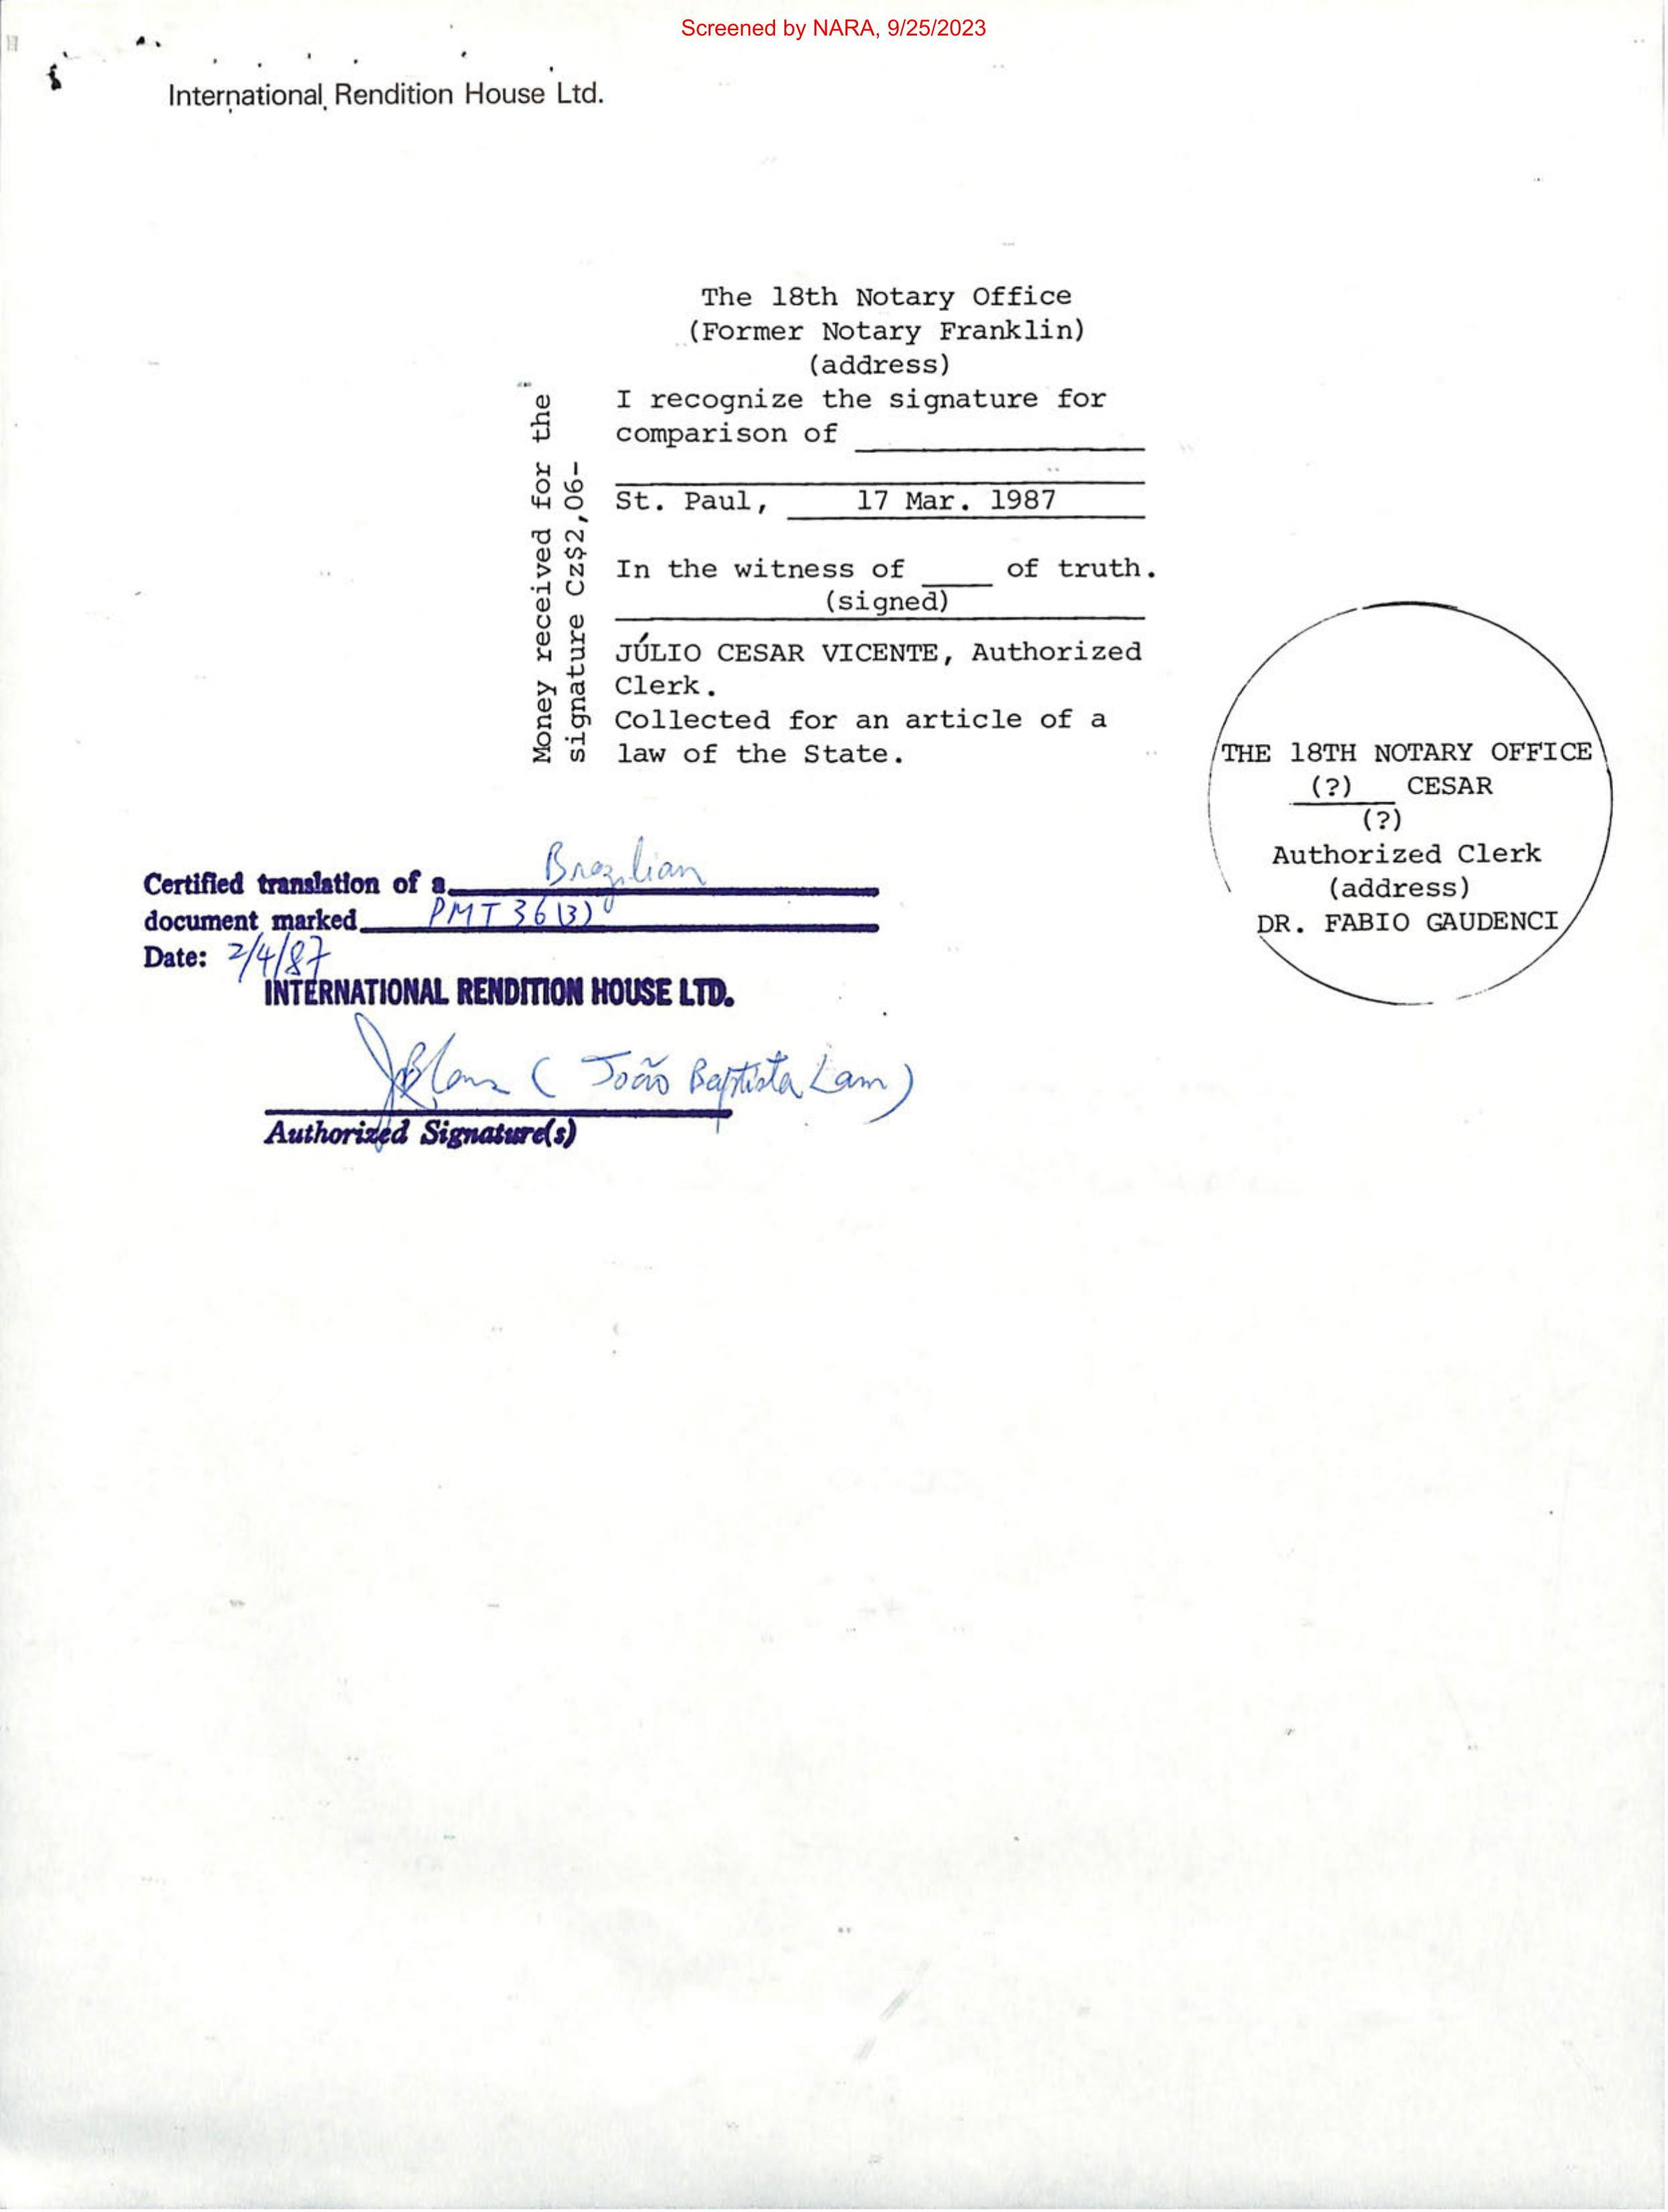 Screened by NARA, 9/25/2023
International Rendition House Ltd.
The 18th Notary Office
(Former Notary Franklin)
(address)
I recognize the signature for
comparison of
St. Paul, 17 Mar. 1987
In the witness of ____ of truth.
(signed)
JÚLIO CESAR VICENTE, Authorized
Clerk.
Collected for an article of a
law of the State.
Money received for the
signature Cz$2,06-
THE 18TH NOTARY OFFICE
(?) CESAR
(?)
Authorized Clerk
(address)
DR. FABIO GAUDENCI
Certified translation of a Brazilian
document marked PMT 36(3)
Date: 2/4/87
INTERNATIONAL RENDITION HOUSE LTD.
(João Baptista Lam)
Authorized Signature(s)